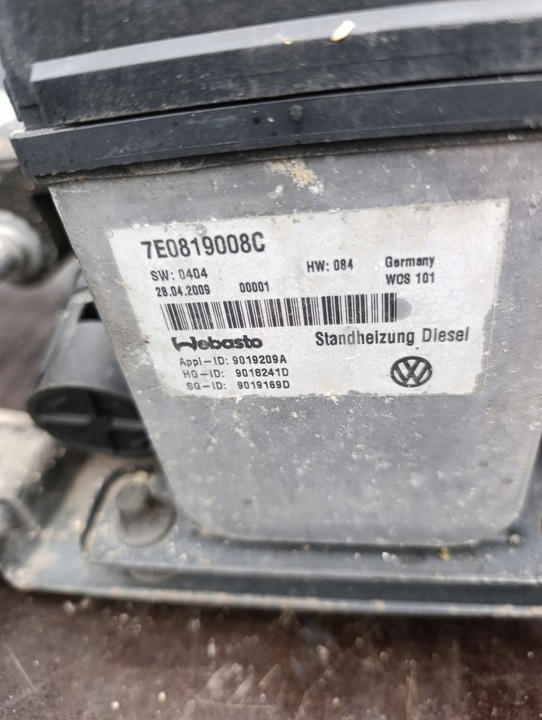 7E0819008C
SW: 0404 HW: 084 Germany
28.04.2009 00001 WCS 101
Webasto Standheizung Diesel
Appl-ID: 9019209A
HG-ID: 9018241D
SG-ID: 9019169D